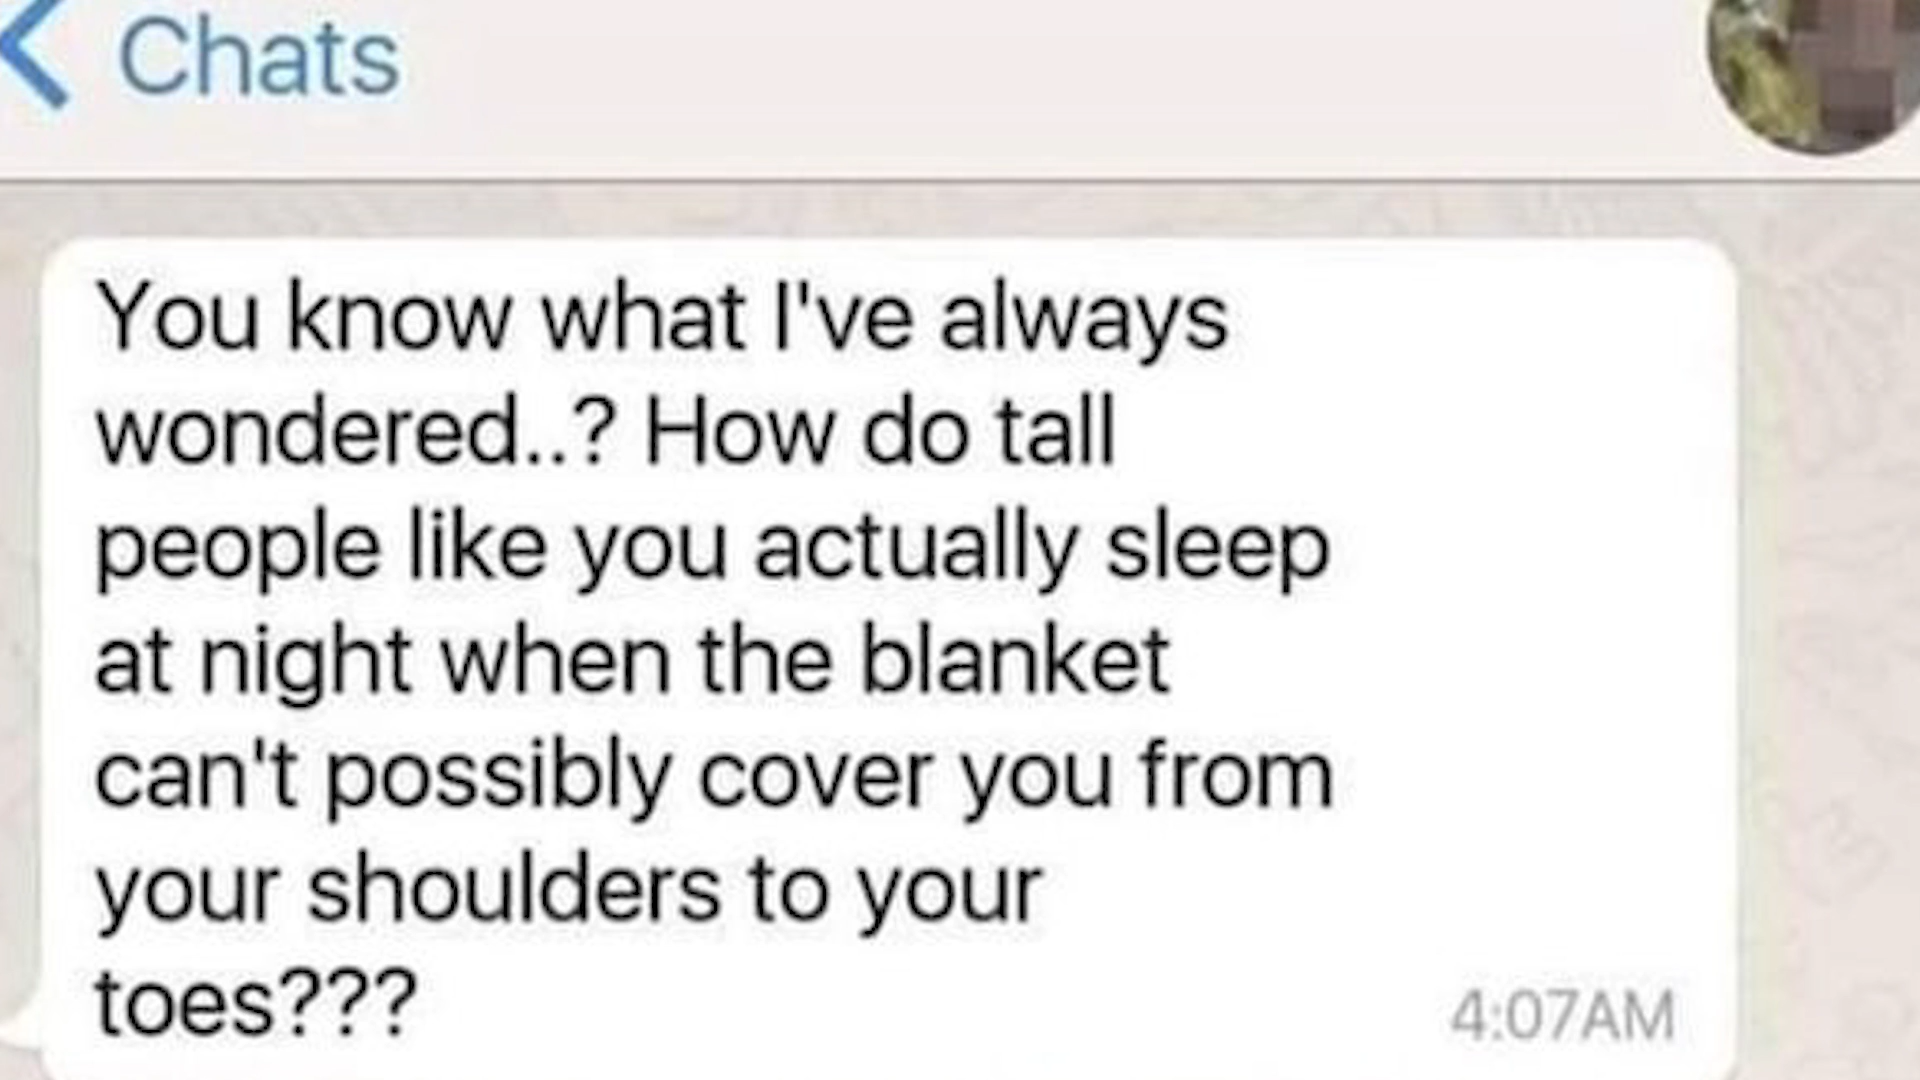 Chats
You know what I've always
wondered..? How do tall
people like you actually sleep
at night when the blanket
can't possibly cover you from
your shoulders to your
toes???
4:07AM